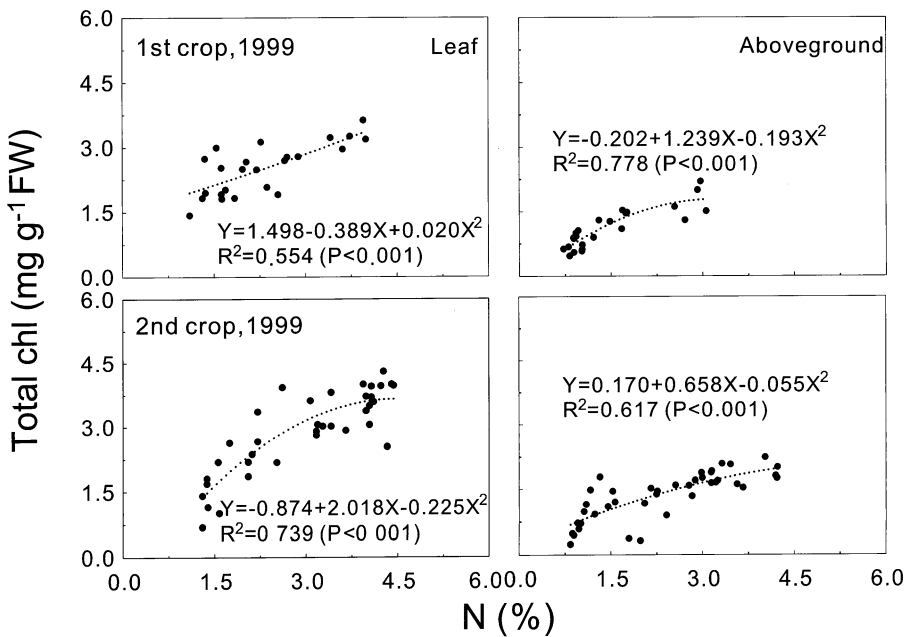 6.0
1st crop,1999
Leaf
Aboveground
4.5
3.0
1.5
0.0
Y=1.498-0.389X+0.020X2
R2=0.554 (P<0.001)
Y=-0.202+1.239X-0.193X2
R2=0.778 (P<0.001)
Total chl (mg g-1 FW)
6.0
2nd crop,1999
4.5
3.0
1.5
0.0
Y=-0.874+2.018X-0.225X2
R2=0 739 (P<0 001)
Y=0.170+0.658X-0.055X2
R2=0.617 (P<0.001)
0.0 1.5 3.0 4.5 6.0 0.0 1.5 3.0 4.5 6.0
N (%)